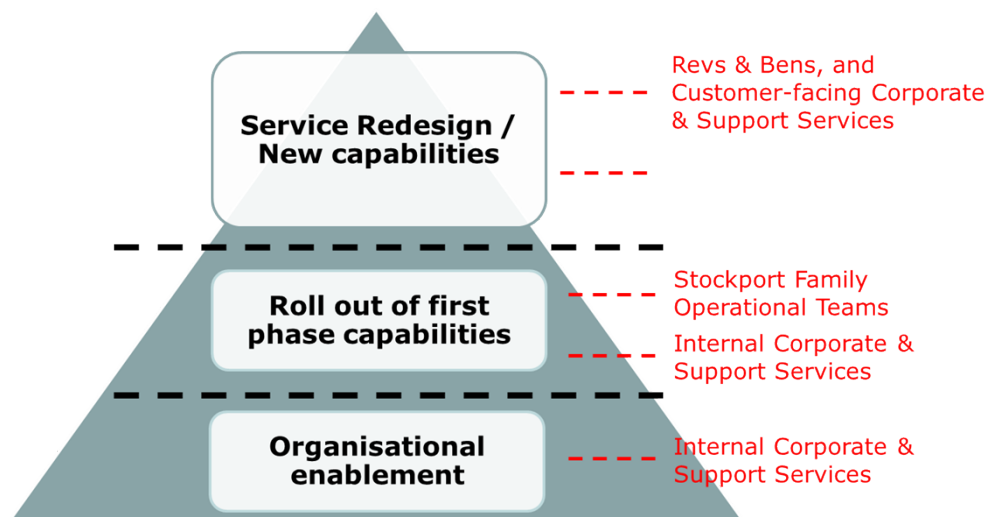 Revs & Bens, and
Customer-facing Corporate
& Support Services
Service Redesign /
New capabilities
Stockport Family
Operational Teams
Roll out of first
phase capabilities
Internal Corporate &
Support Services
Organisational
enablement
Internal Corporate &
Support Services